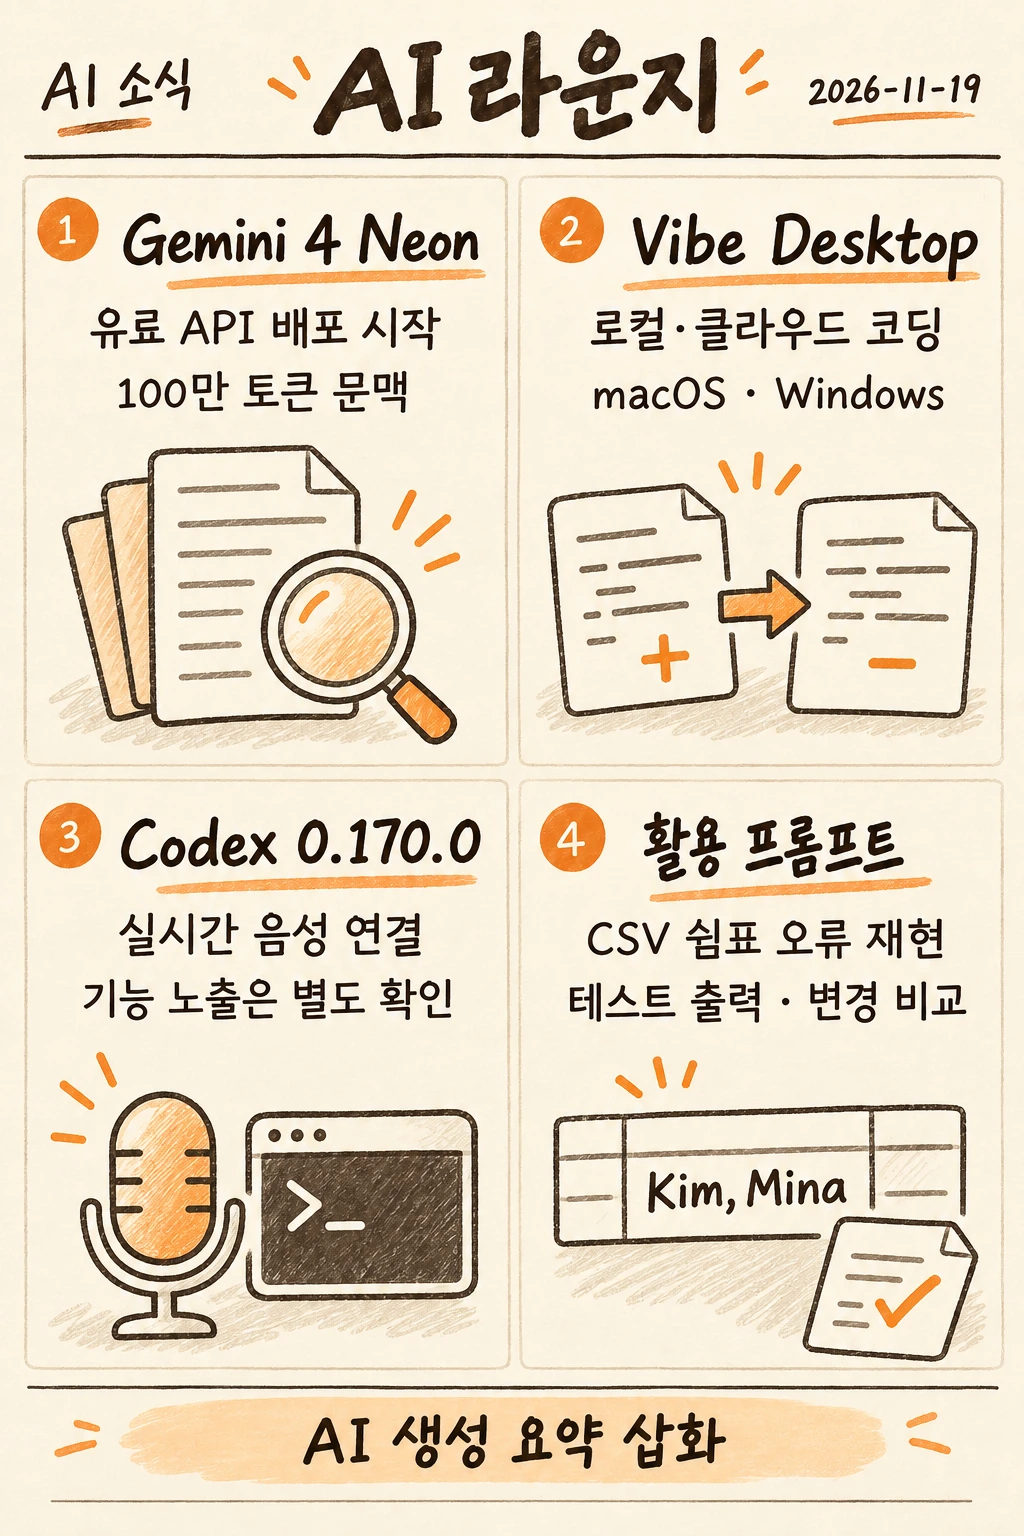 AI 소식
AI 라운지
2026-11-19
1
Gemini 4 Neon
유료 API 배포 시작
100만 토큰 문맥
2
Vibe Desktop
로컬·클라우드 코딩
macOS · Windows
3
Codex 0.170.0
실시간 음성 연결
기능 노출은 별도 확인
>_
4
활용 프롬프트
CSV 쉼표 오류 재현
테스트 출력 · 변경 비교
Kim, Mina
AI 생성 요약 삽화